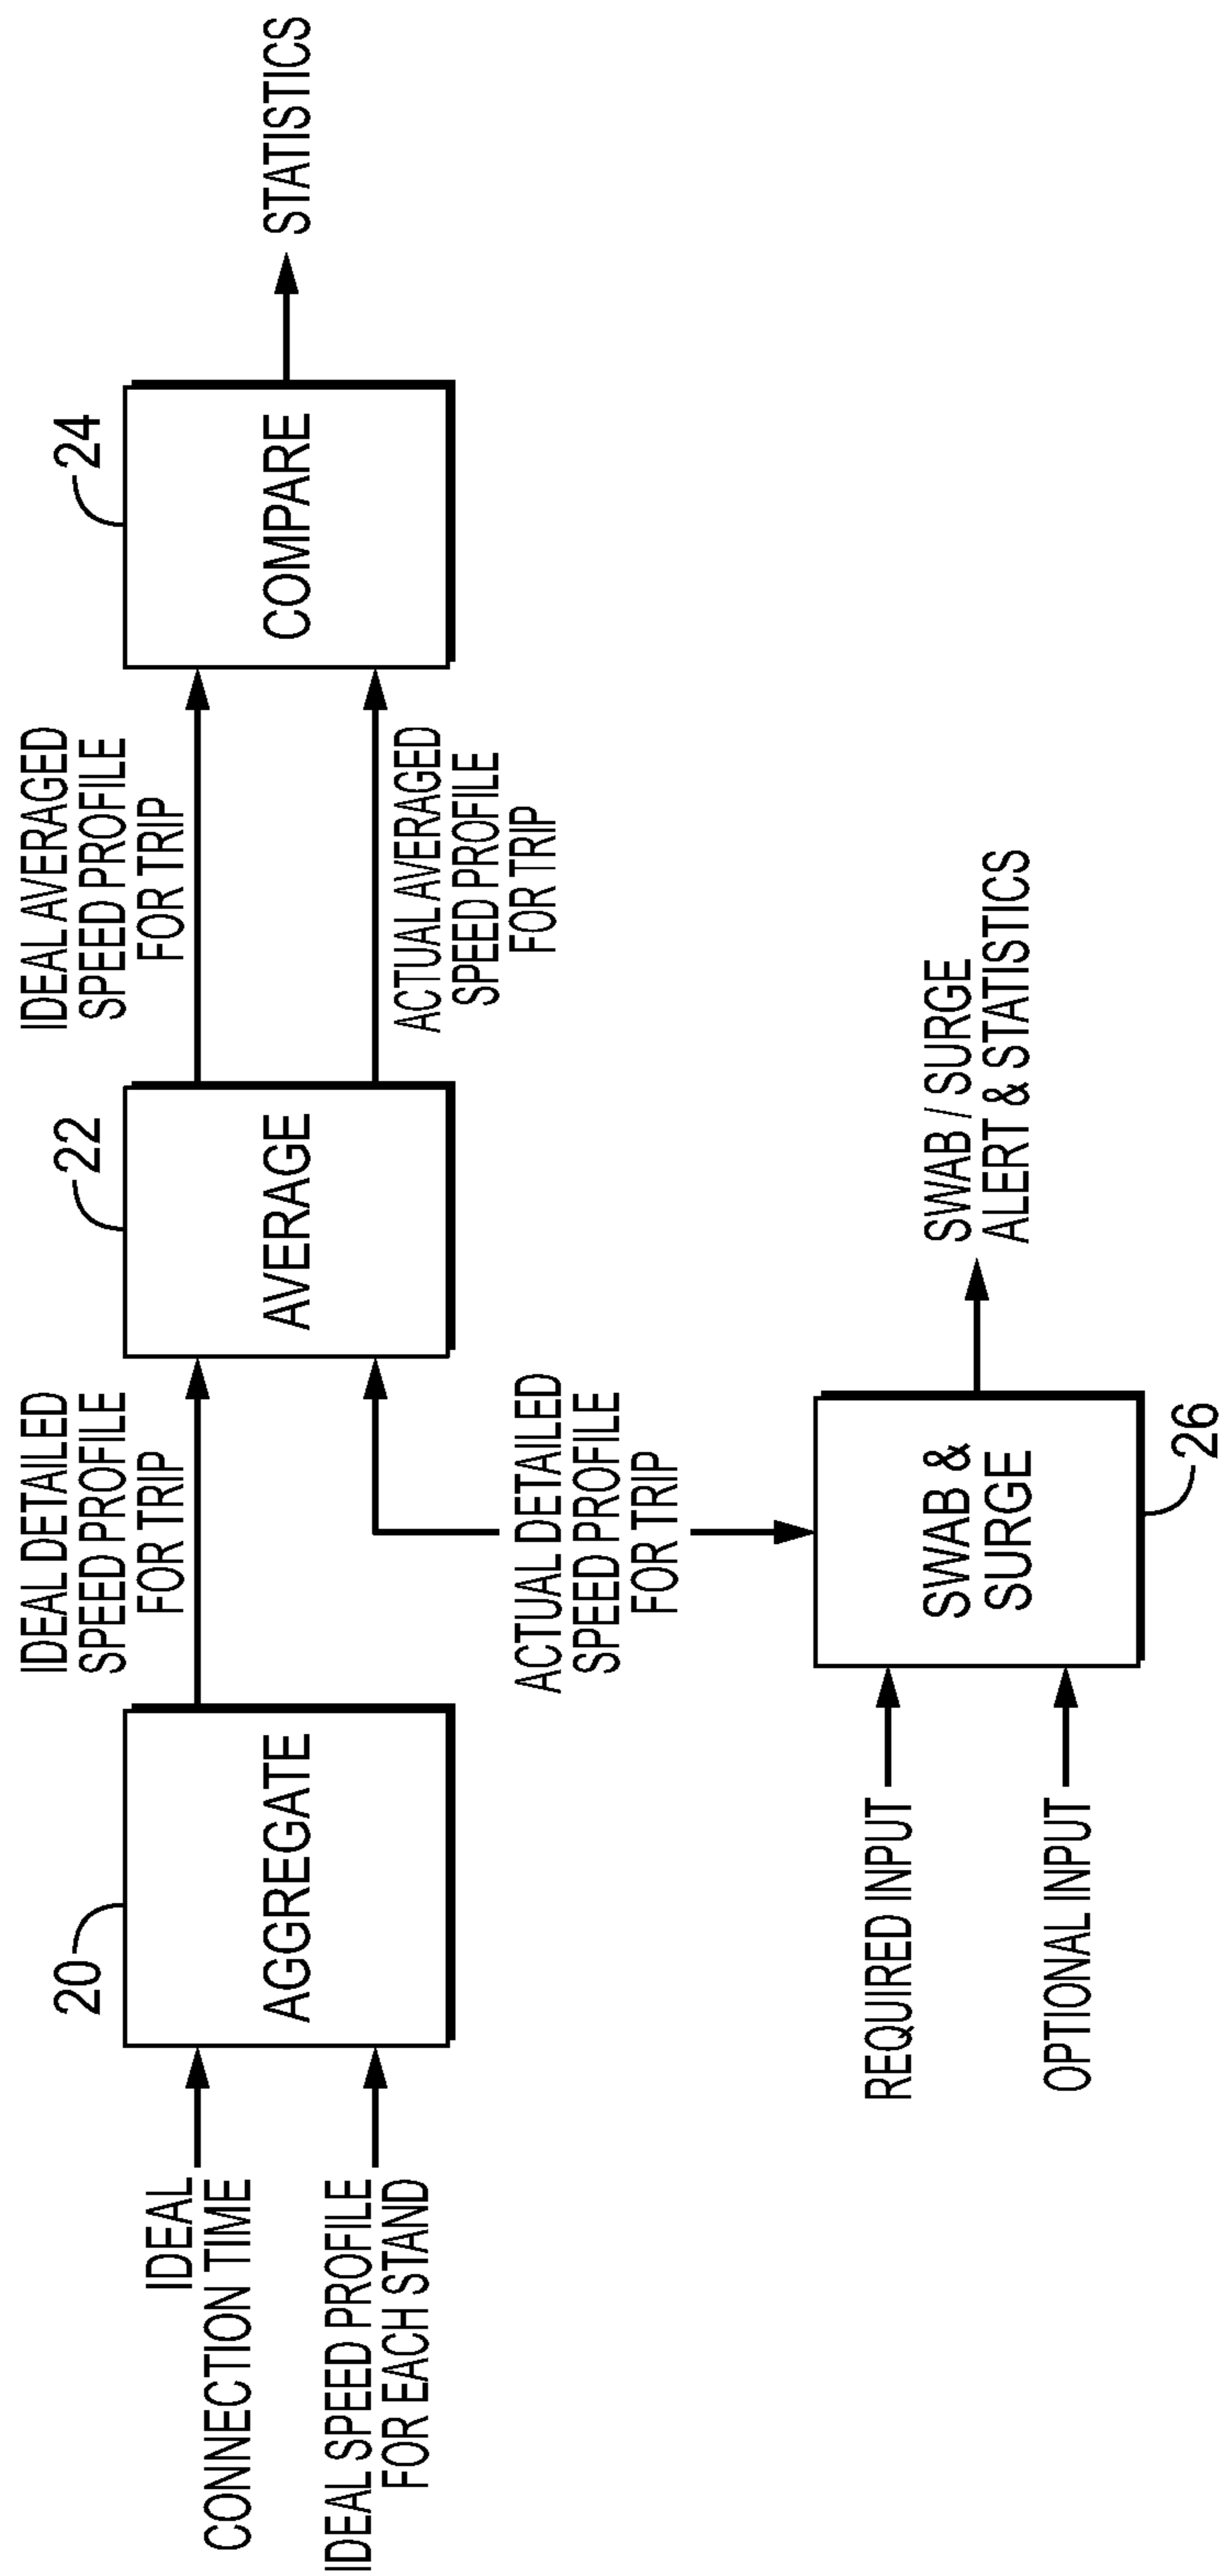 IDEAL
CONNECTION TIME
IDEAL SPEED PROFILE
FOR EACH STAND
20
AGGREGATE
IDEAL DETAILED
SPEED PROFILE
FOR TRIP
22
AVERAGE
IDEAL AVERAGED
SPEED PROFILE
FOR TRIP
ACTUAL AVERAGED
SPEED PROFILE
FOR TRIP
24
COMPARE
STATISTICS
ACTUAL DETAILED
SPEED PROFILE
FOR TRIP
REQUIRED INPUT
OPTIONAL INPUT
SWAB &
SURGE
26
SWAB / SURGE
ALERT & STATISTICS